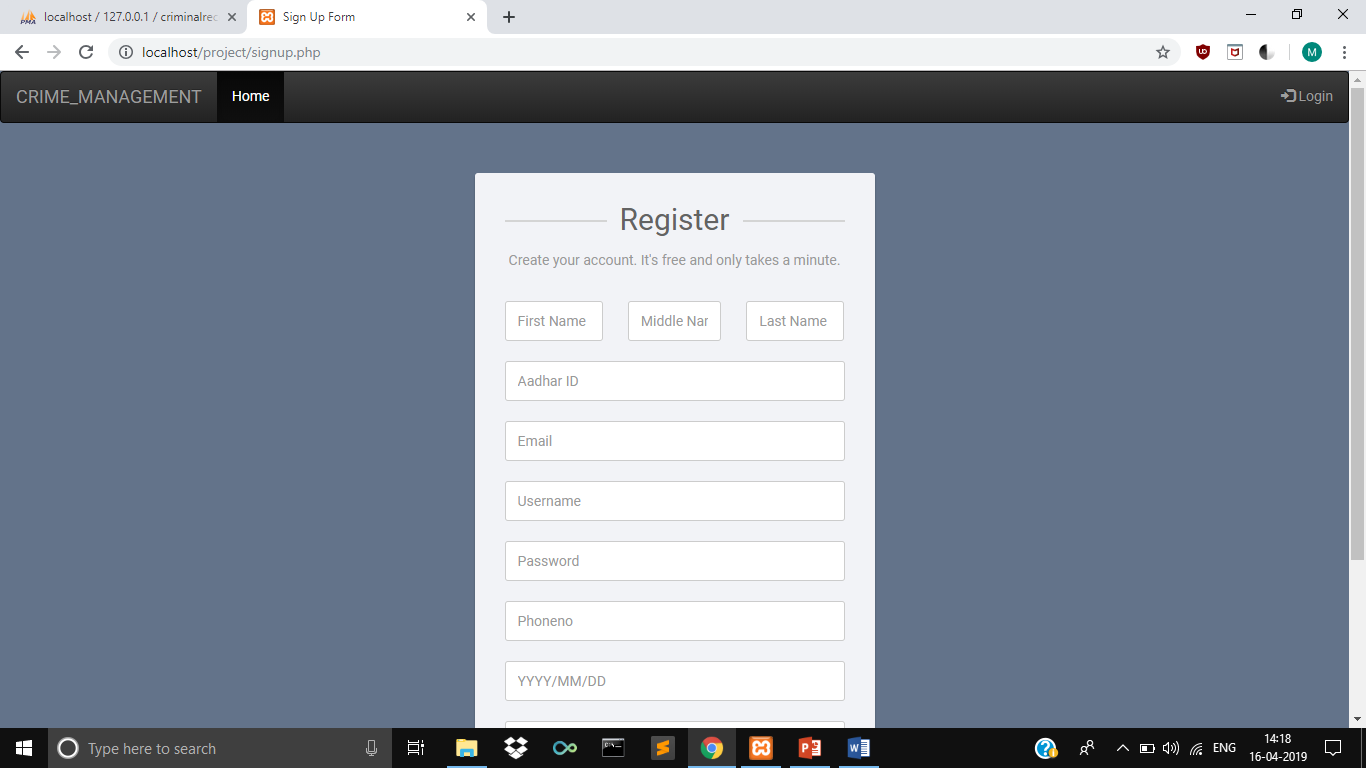 localhost / 127.0.0.1 / criminalrec
Sign Up Form
localhost/project/signup.php
M
CRIME_MANAGEMENT
Home
Login
Register
Create your account. It's free and only takes a minute.
First Name
Middle Nar
Last Name
Aadhar ID
Email
Username
Password
Phoneno
YYYY/MM/DD
Type here to search
ENG
14:18
16-04-2019